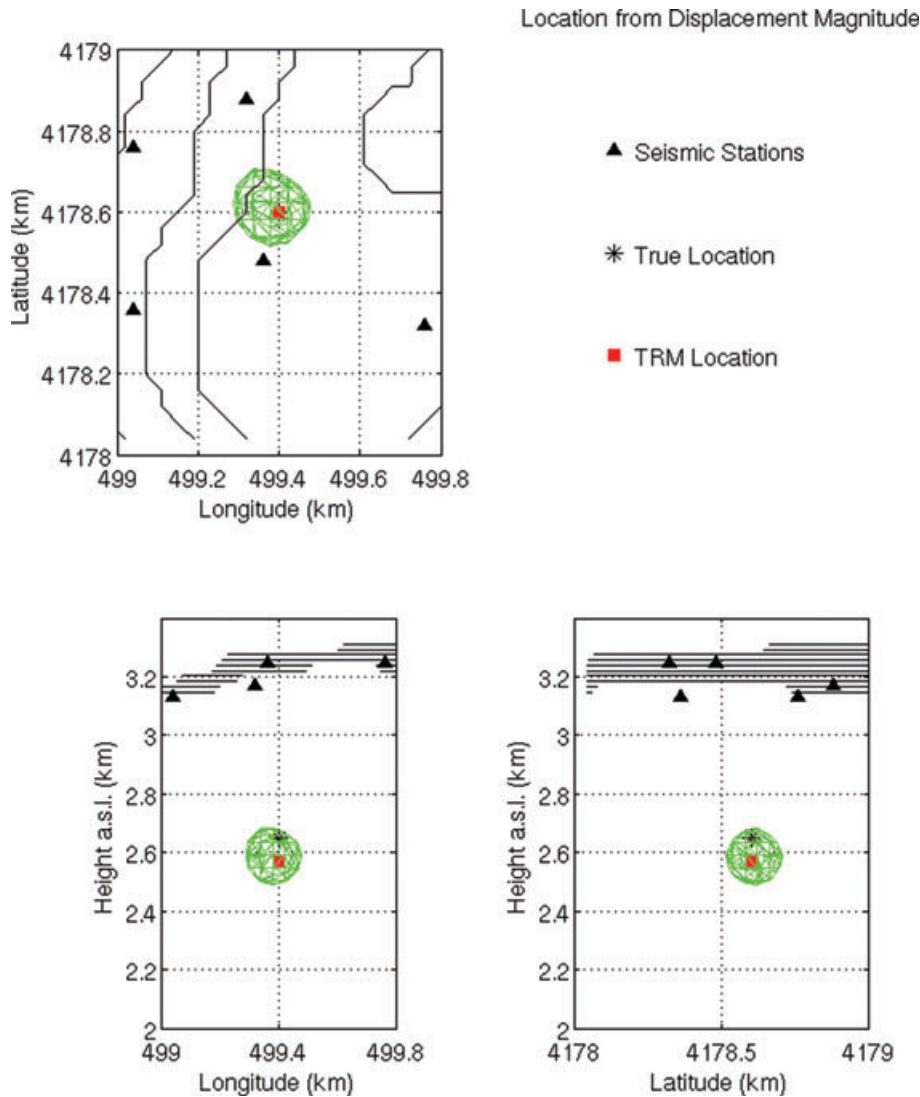 Location from Displacement Magnitude
4179
4178.8
4178.6
4178.4
4178.2
4178
Latitude (km)
499 499.2 499.4 499.6 499.8
Longitude (km)
Seismic Stations
True Location
TRM Location
3.2
3
2.8
2.6
2.4
2.2
2
Height a.s.l. (km)
499 499.4 499.8
Longitude (km)
3.2
3
2.8
2.6
2.4
2.2
2
Height a.s.l. (km)
4178 4178.5 4179
Latitude (km)